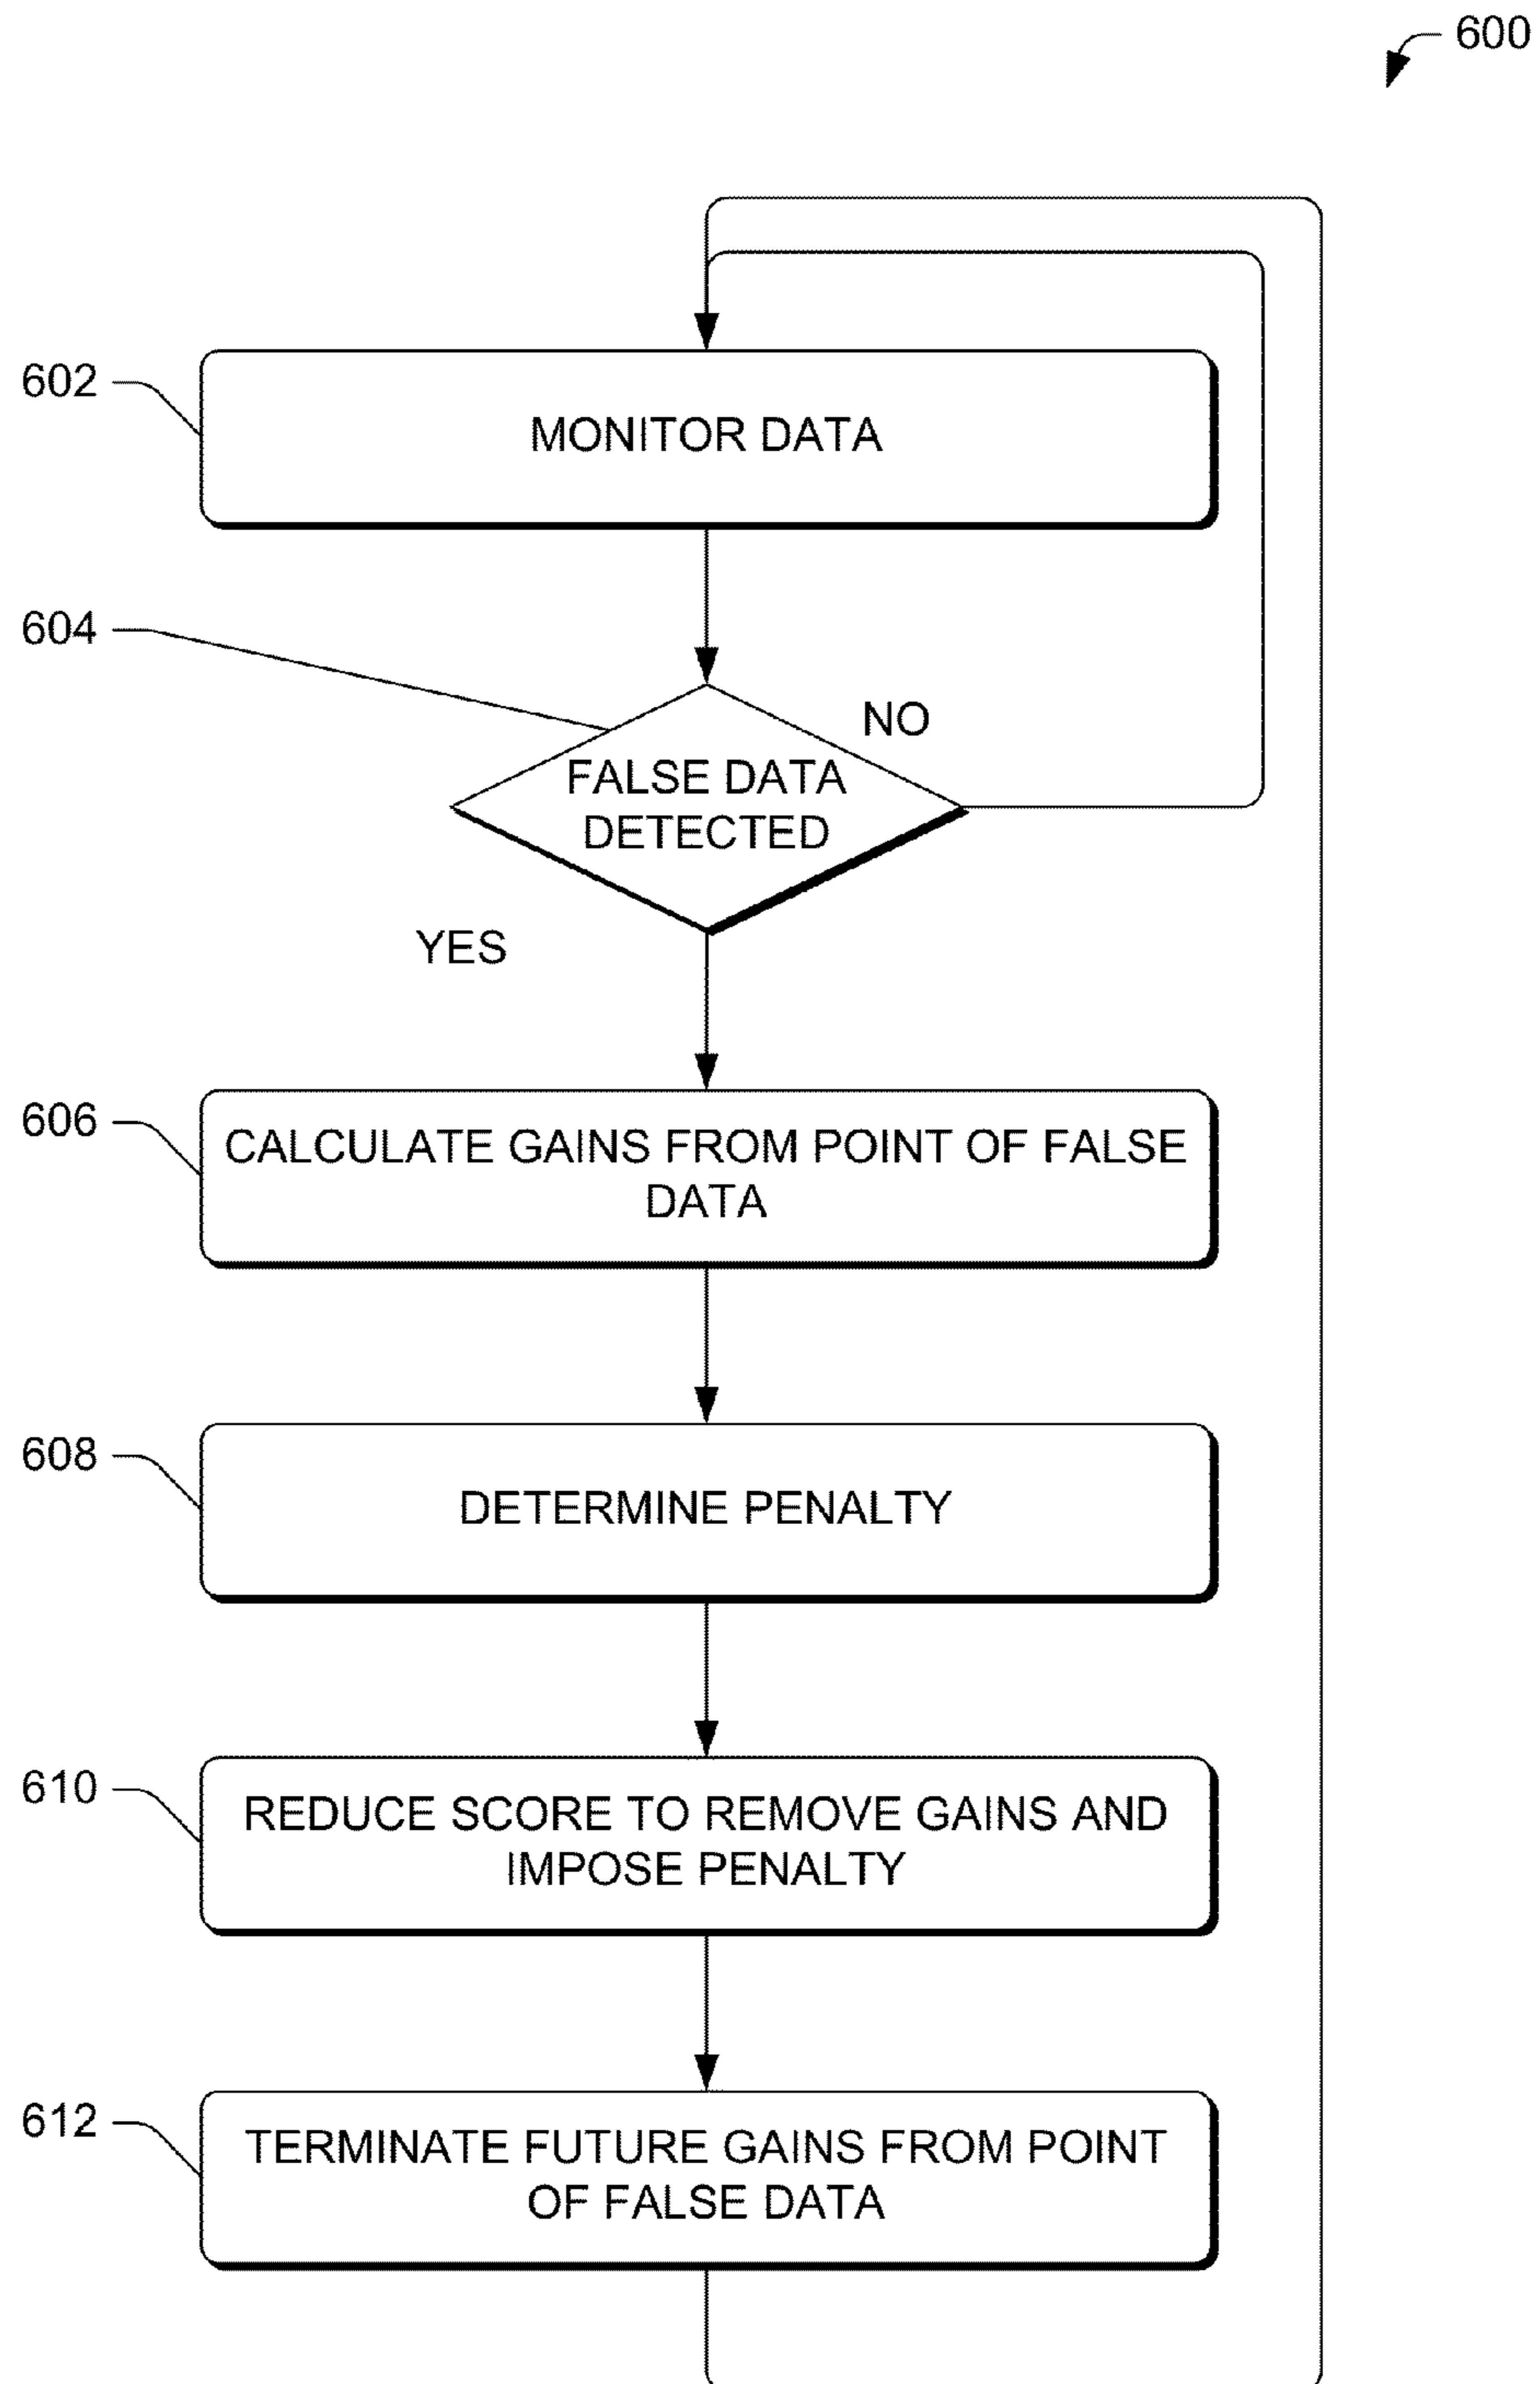 600
602
MONITOR DATA
604
NO
FALSE DATA
DETECTED
YES
606
CALCULATE GAINS FROM POINT OF FALSE
DATA
608
DETERMINE PENALTY
610
REDUCE SCORE TO REMOVE GAINS AND
IMPOSE PENALTY
612
TERMINATE FUTURE GAINS FROM POINT
OF FALSE DATA